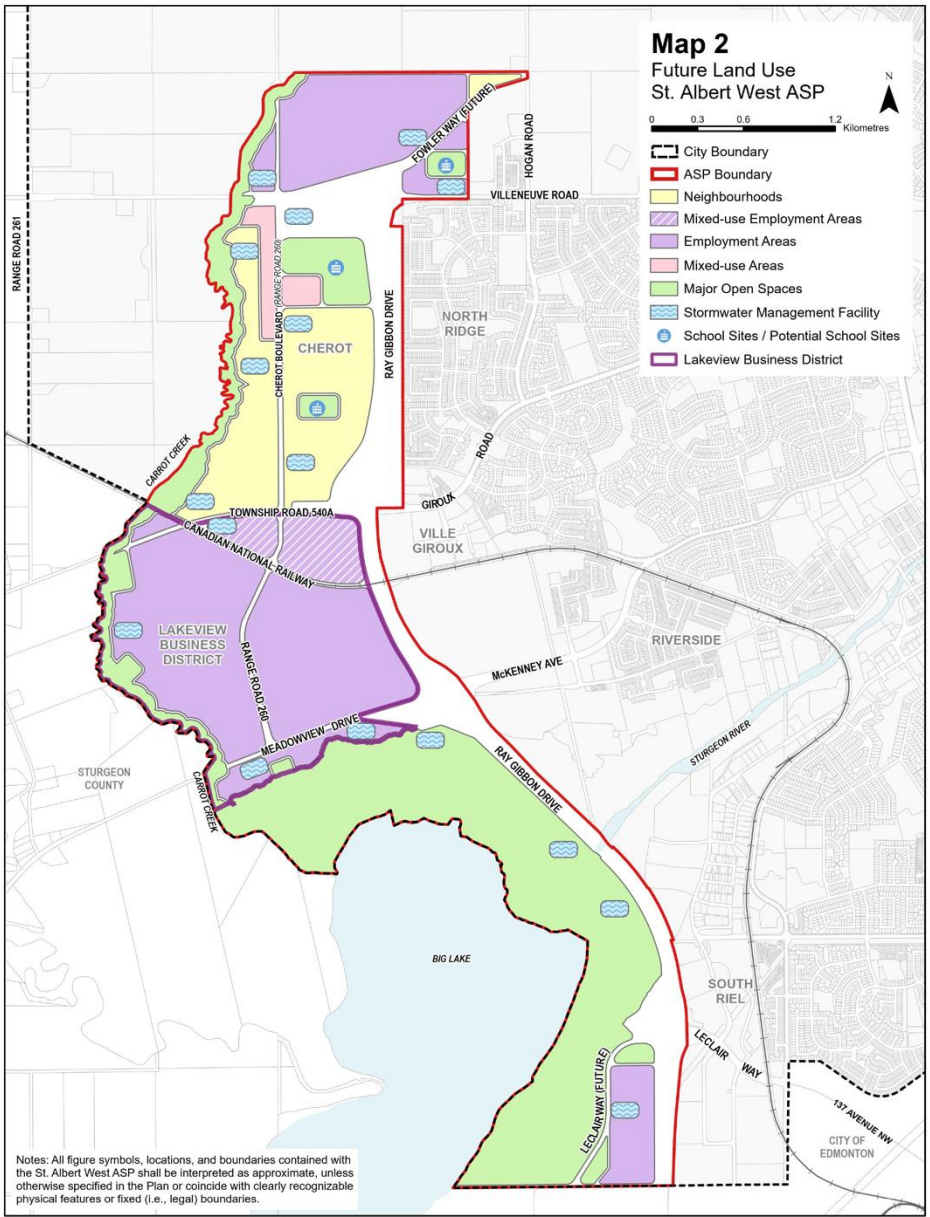 Map 2
Future Land Use
St. Albert West ASP
N
0 0.3 0.6 1.2
Kilometres
City Boundary
ASP Boundary
Neighbourhoods
Mixed-use Employment Areas
Employment Areas
Mixed-use Areas
Major Open Spaces
Stormwater Management Facility
School Sites / Potential School Sites
Lakeview Business District
FOWLER WAY (FUTURE)
HOGAN ROAD
VILLENEUVE ROAD
RANGE ROAD 261
CHEROT BOULEVARD (RANGE ROAD 260)
RAY GIBBON DRIVE
NORTH
RIDGE
CHEROT
CARROT CREEK
GIROUX ROAD
TOWNSHIP ROAD 540A
CANADIAN NATIONAL RAILWAY
VILLE
GIROUX
LAKEVIEW
BUSINESS
DISTRICT
RANGE ROAD 260
RIVERSIDE
McKENNEY AVE
MEADOWVIEW DRIVE
STURGEON RIVER
STURGEON
COUNTY
CARROT CREEK
RAY GIBBON DRIVE
BIG LAKE
SOUTH
RIEL
LECLAIR WAY
LECLAIR WAY (FUTURE)
137 AVENUE NW
CITY OF
EDMONTON
Notes: All figure symbols, locations, and boundaries contained with
the St. Albert West ASP shall be interpreted as approximate, unless
otherwise specified in the Plan or coincide with clearly recognizable
physical features or fixed (i.e., legal) boundaries.